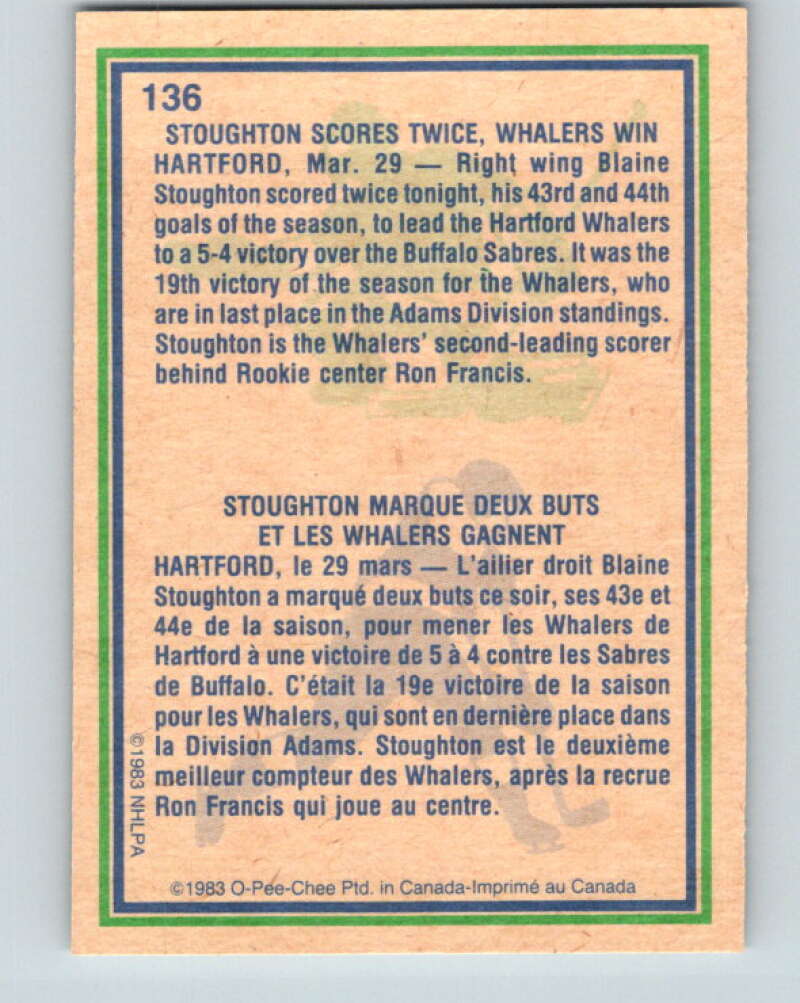 136
STOUGHTON SCORES TWICE, WHALERS WIN
HARTFORD, Mar. 29 — Right wing Blaine
Stoughton scored twice tonight, his 43rd and 44th
goals of the season, to lead the Hartford Whalers
to a 5-4 victory over the Buffalo Sabres. It was the
19th victory of the season for the Whalers, who
are in last place in the Adams Division standings.
Stoughton is the Whalers' second-leading scorer
behind Rookie center Ron Francis.
STOUGHTON MARQUE DEUX BUTS
ET LES WHALERS GAGNENT
HARTFORD, le 29 mars — L'ailier droit Blaine
Stoughton a marqué deux buts ce soir, ses 43e et
44e de la saison, pour mener les Whalers de
Hartford à une victoire de 5 à 4 contre les Sabres
de Buffalo. C'était la 19e victoire de la saison
pour les Whalers, qui sont en dernière place dans
la Division Adams. Stoughton est le deuxième
meilleur compteur des Whalers, après la recrue
Ron Francis qui joue au centre.
©1983 NHLPA
©1983 O-Pee-Chee Ptd. in Canada-Imprimé au Canada